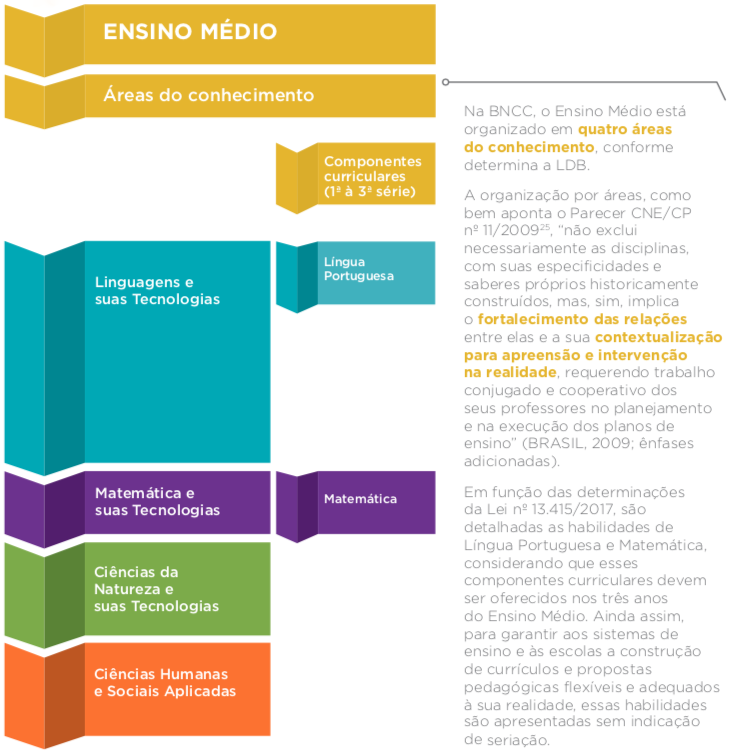 ENSINO MÉDIO
Áreas do conhecimento
Componentes
curriculares
(1ª à 3ª série)
Linguagens e
suas Tecnologias
Língua
Portuguesa
Matemática e
suas Tecnologias
Matemática
Ciências da
Natureza e
suas Tecnologias
Ciências Humanas
e Sociais Aplicadas
Na BNCC, o Ensino Médio está
organizado em quatro áreas
do conhecimento, conforme
determina a LDB.
A organização por áreas, como
bem aponta o Parecer CNE/CP
nº 11/2009²⁵, “não exclui
necessariamente as disciplinas,
com suas especificidades e
saberes próprios historicamente
construídos, mas, sim, implica
o fortalecimento das relações
entre elas e a sua contextualização
para apreensão e intervenção
na realidade, requerendo trabalho
conjugado e cooperativo dos
seus professores no planejamento
e na execução dos planos de
ensino” (BRASIL, 2009; ênfases
adicionadas).
Em função das determinações
da Lei nº 13.415/2017, são
detalhadas as habilidades de
Língua Portuguesa e Matemática,
considerando que esses
componentes curriculares devem
ser oferecidos nos três anos
do Ensino Médio. Ainda assim,
para garantir aos sistemas de
ensino e às escolas a construção
de currículos e propostas
pedagógicas flexíveis e adequados
à sua realidade, essas habilidades
são apresentadas sem indicação
de seriação.